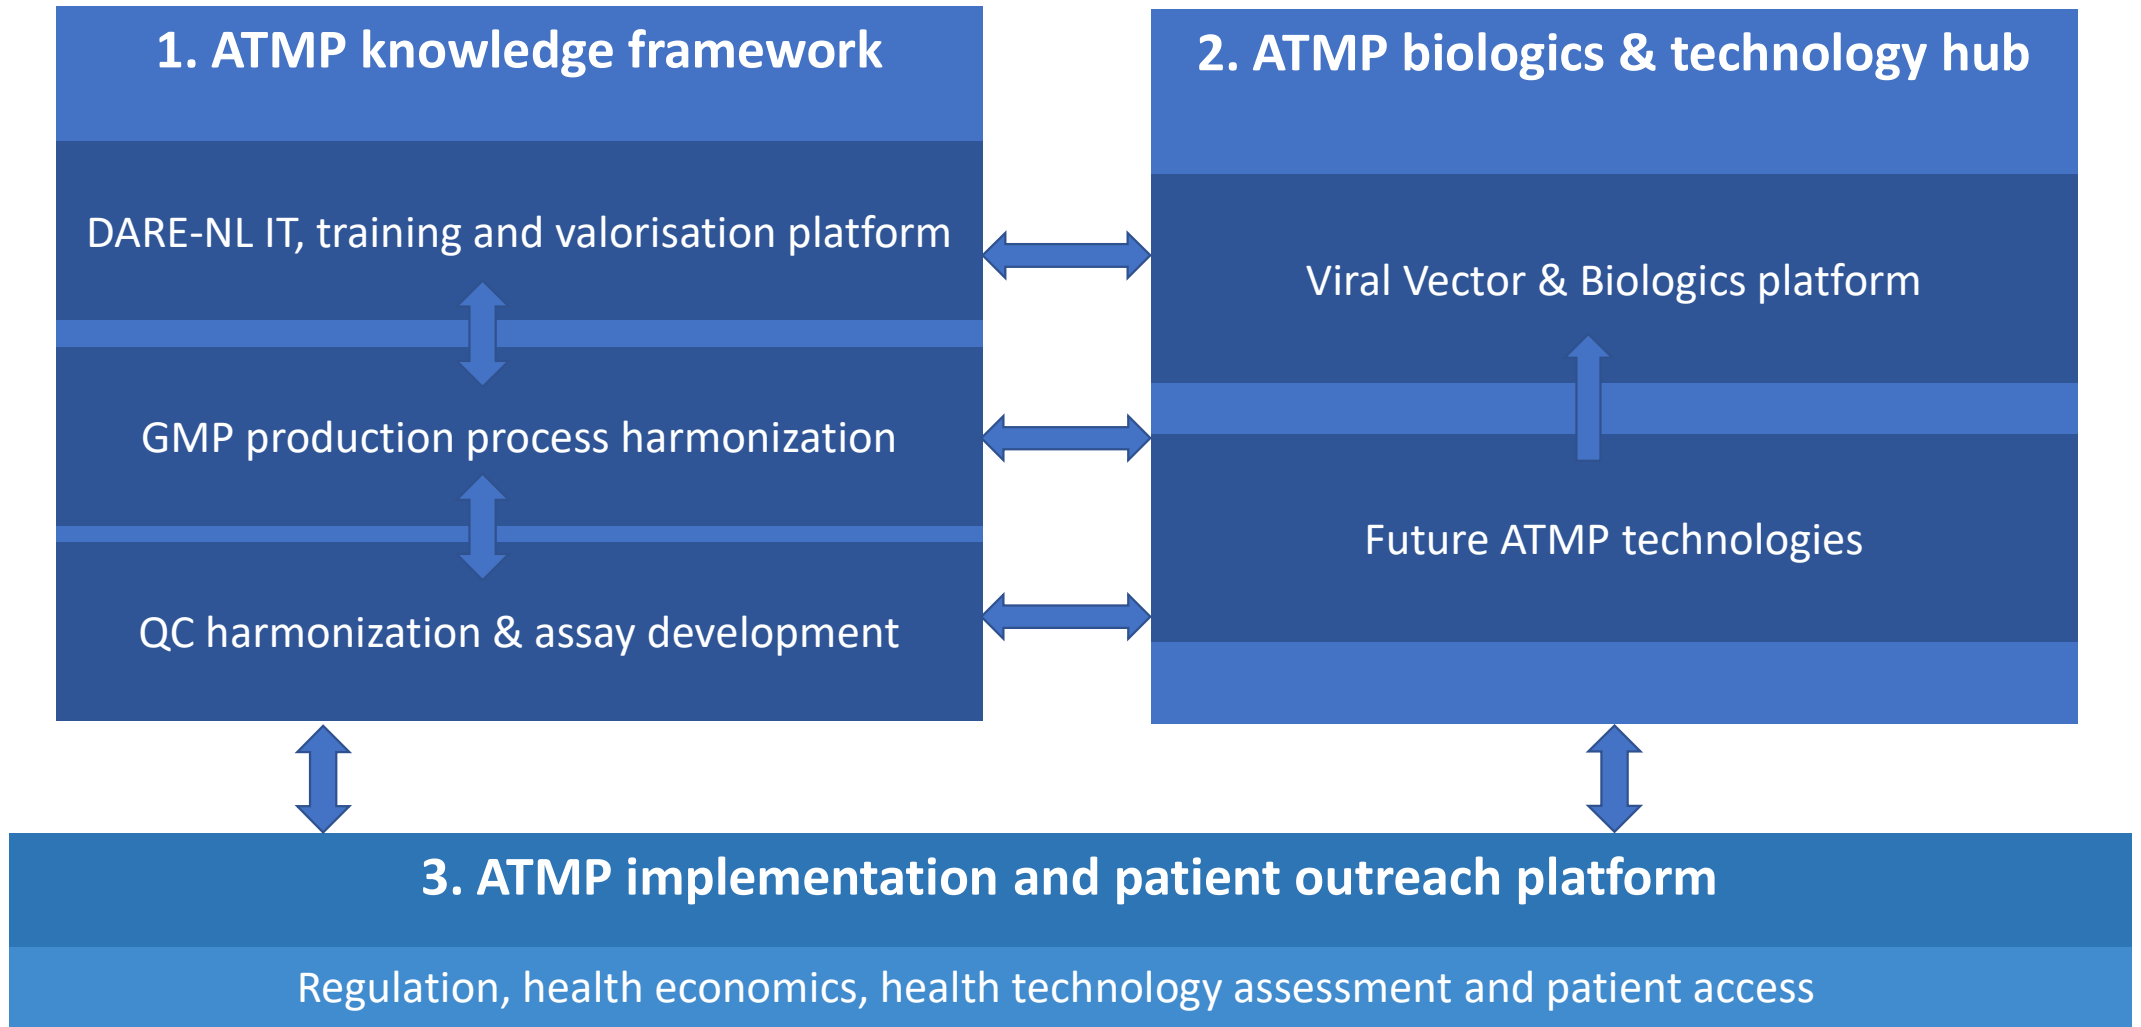 1. ATMP knowledge framework
DARE-NL IT, training and valorisation platform
GMP production process harmonization
QC harmonization & assay development
2. ATMP biologics & technology hub
Viral Vector & Biologics platform
Future ATMP technologies
3. ATMP implementation and patient outreach platform
Regulation, health economics, health technology assessment and patient access